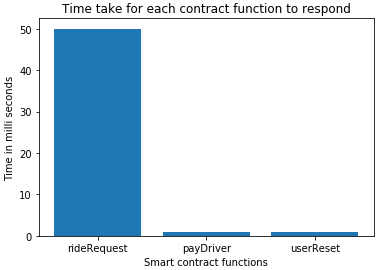 Time take for each contract function to respond
50
40
30
20
10
0
Time in milli seconds
rideRequest
payDriver
userReset
Smart contract functions